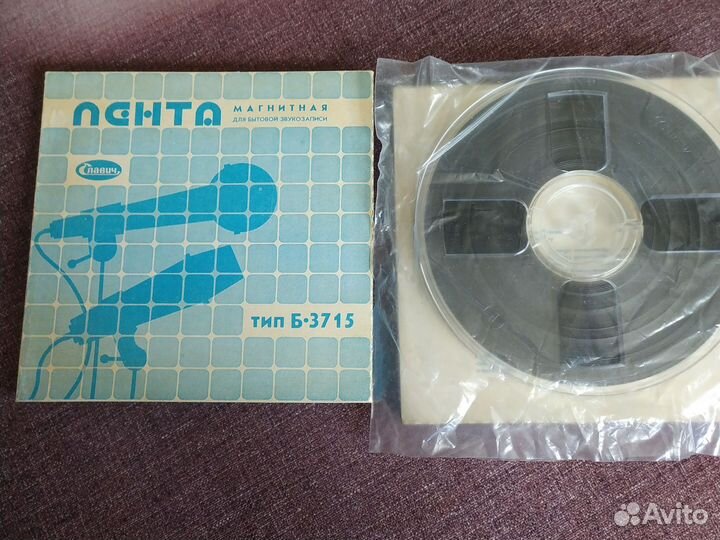 ЛЕНТА
МАГНИТНАЯ
ДЛЯ БЫТОВОЙ ЗВУКОЗАПИСИ
Славич
тип Б·3715
Avito